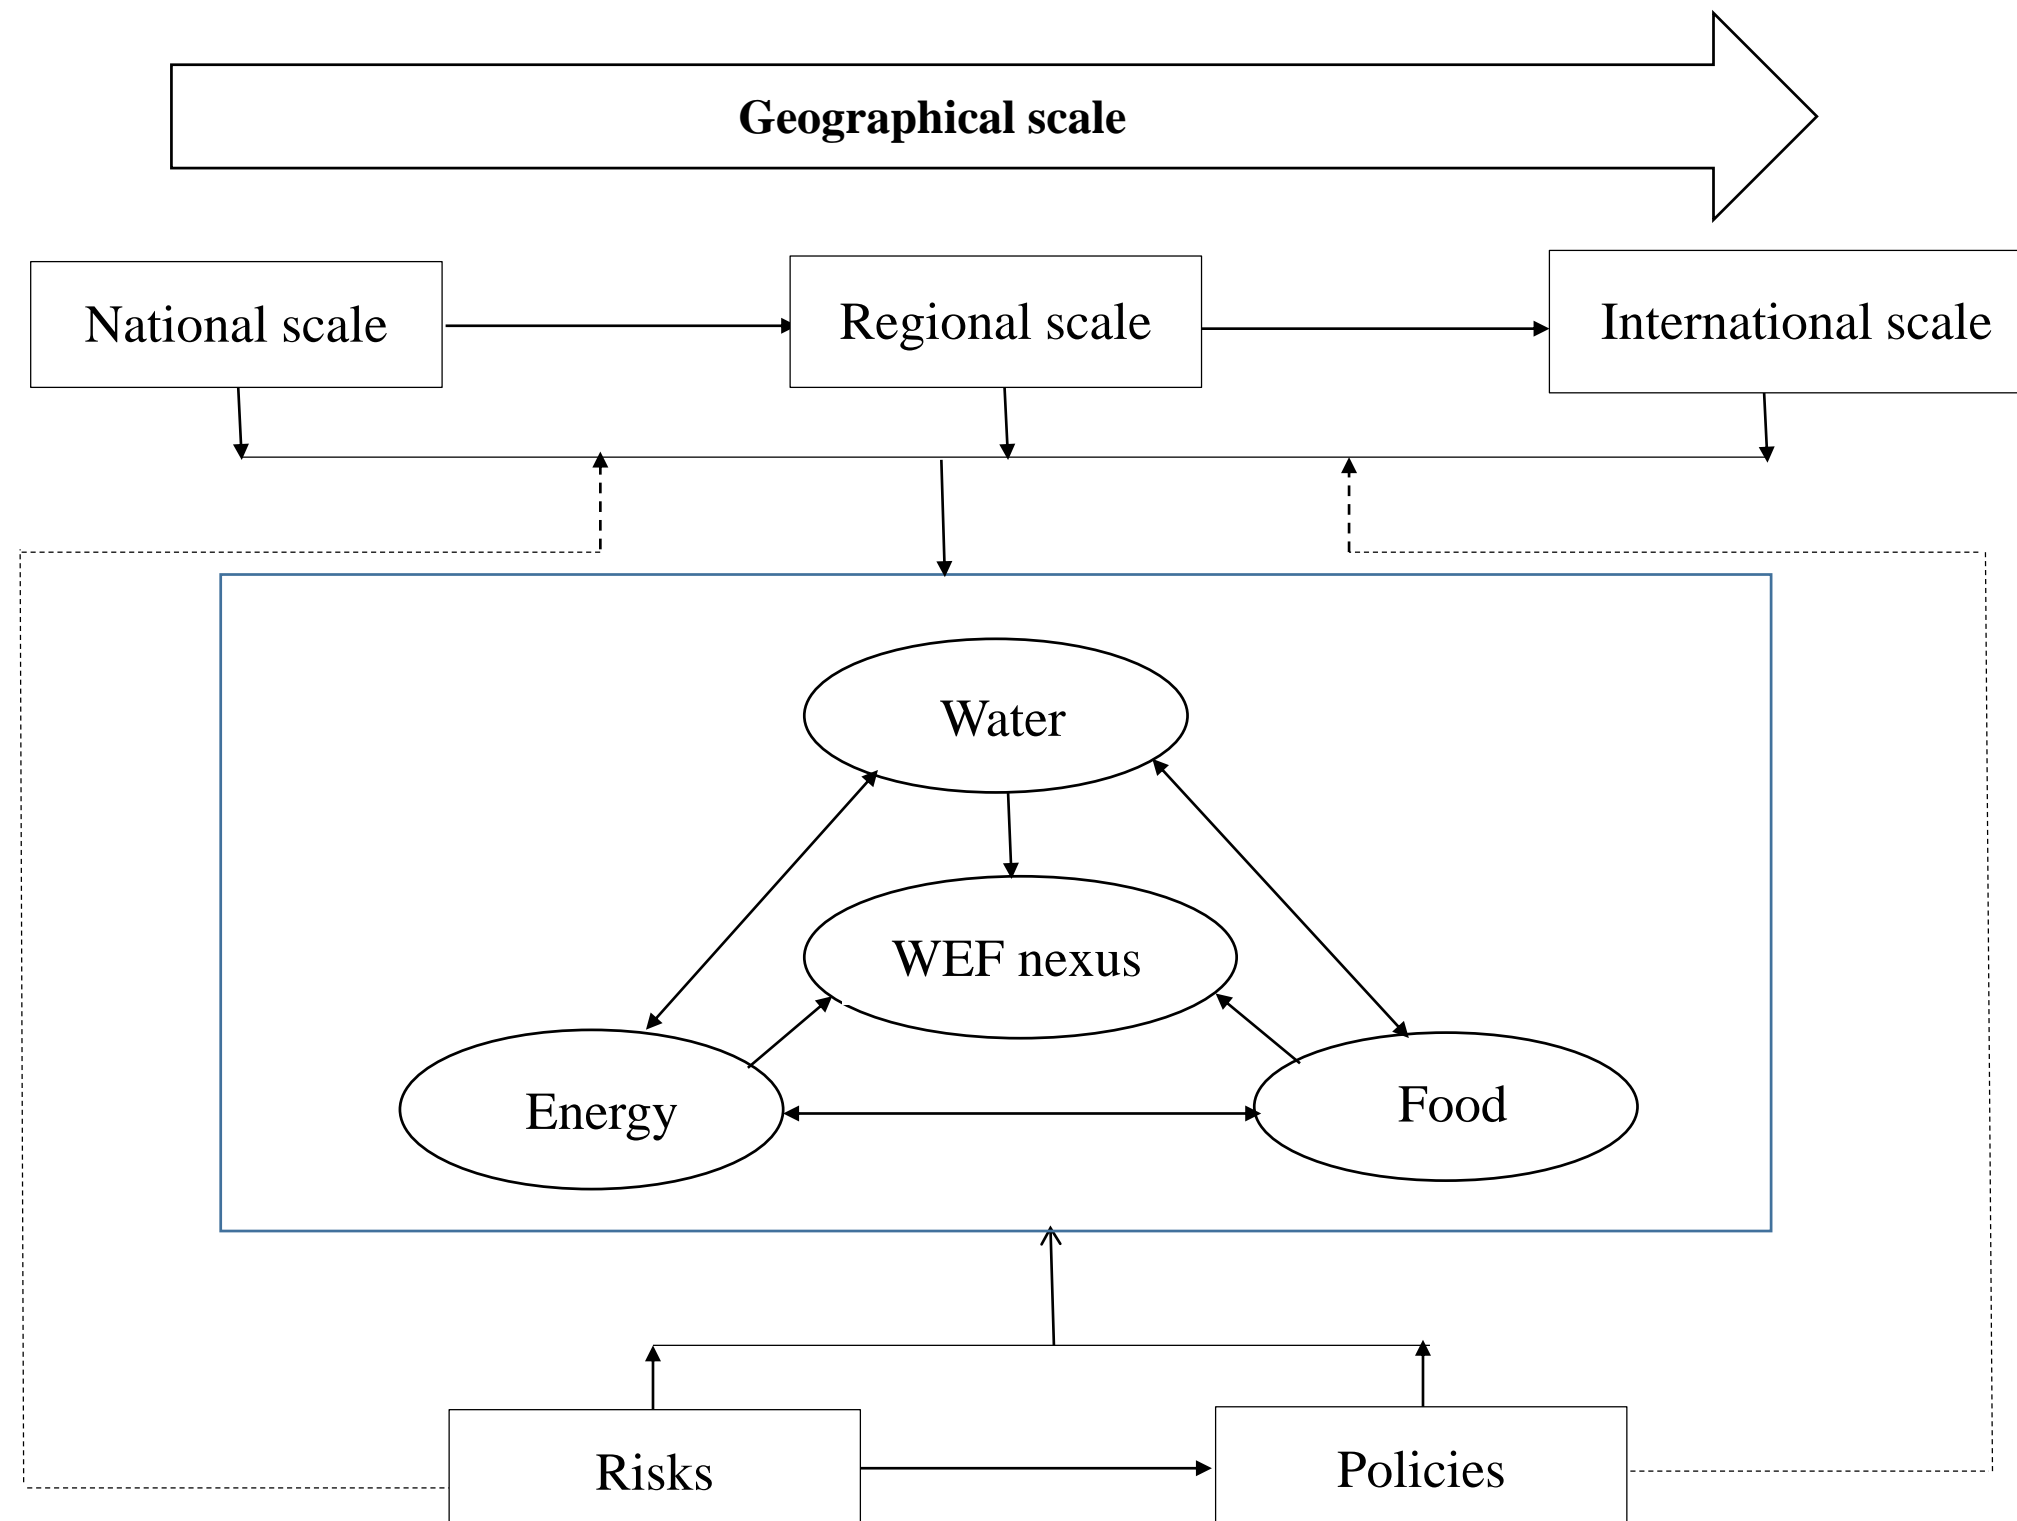 Geographical scale
National scale
Regional scale
International scale
Water
WEF nexus
Energy
Food
Risks
Policies